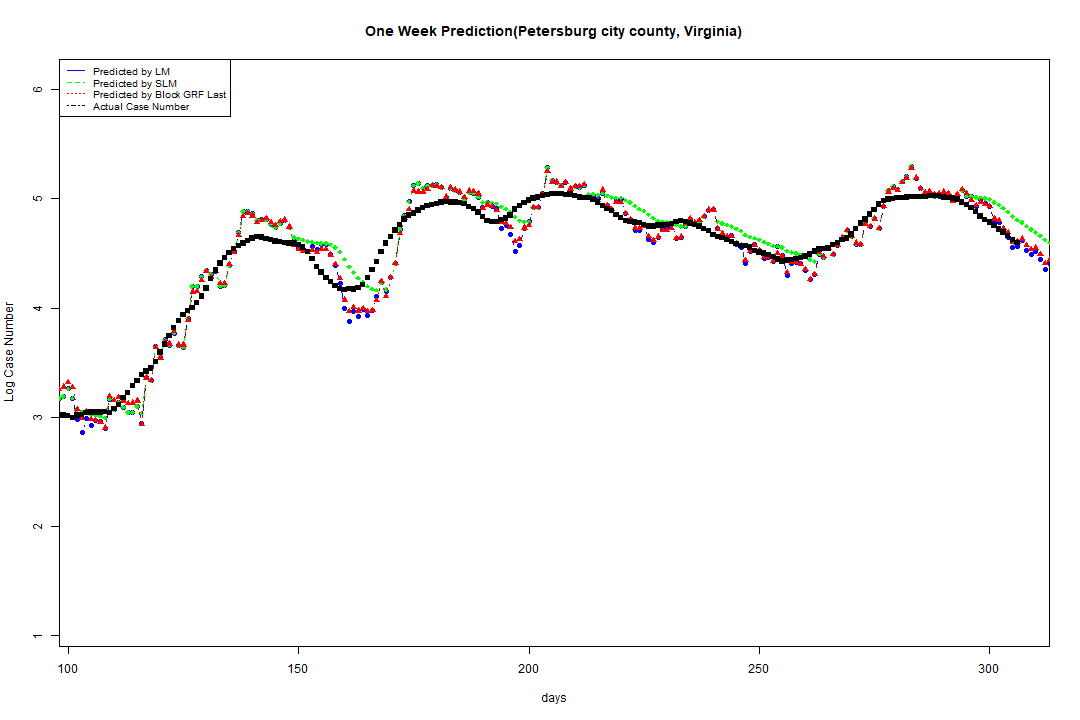 One Week Prediction(Petersburg city county, Virginia)
Predicted by LM
Predicted by SLM
Predicted by Block GRF Last
Actual Case Number
6
5
4
3
2
1
Log Case Number
100 150 200 250 300
days